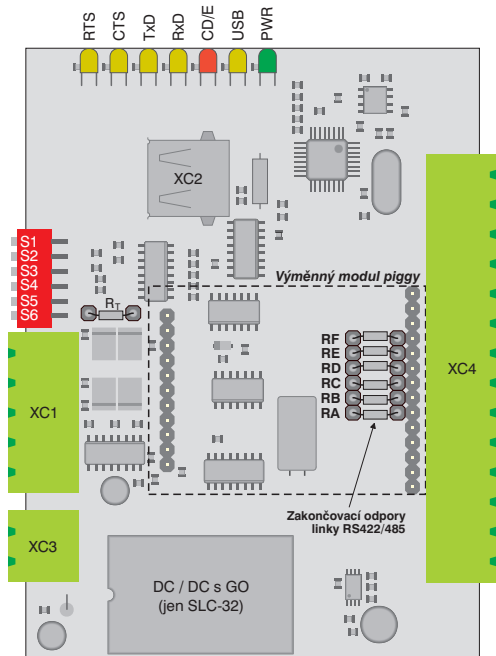 RTS
CTS
TxD
RxD
CD/E
USB
PWR
XC2
S1
S2
S3
S4
S5
S6
RT
Výměnný modul piggy
RF
RE
RD
RC
RB
RA
XC1
XC4
Zakončovací odpory
linky RS422/485
XC3
DC / DC s GO
(jen SLC-32)